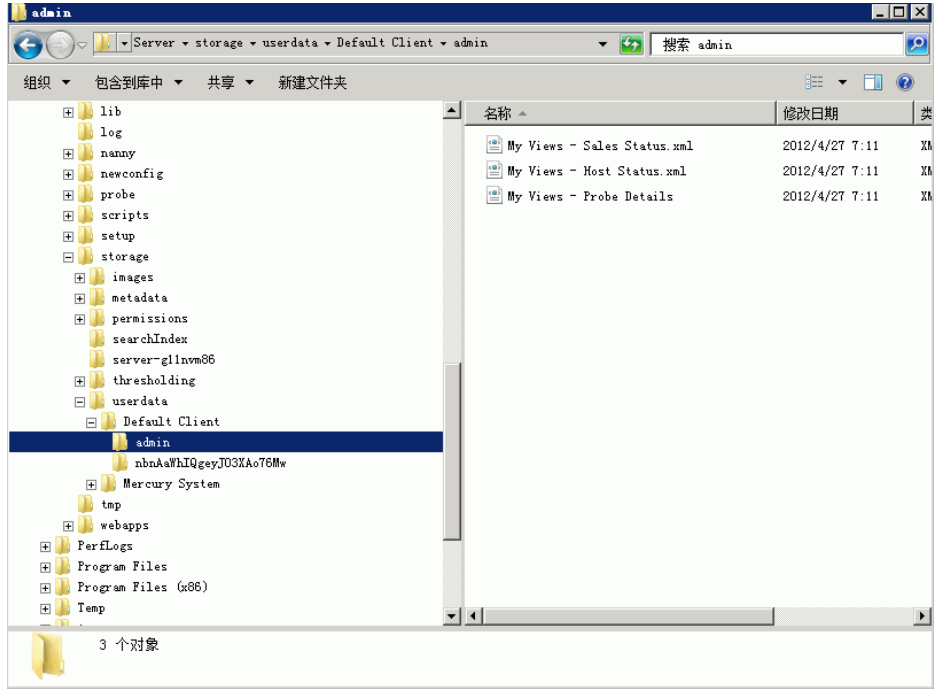 admin
Server storage userdata Default Client admin
搜索 admin
组织 包含到库中 共享 新建文件夹
名称 修改日期
lib
log
nanny
newconfig
probe
scripts
setup
storage
images
metadata
permissions
searchIndex
server-gl1nvm86
thresholding
userdata
Default Client
admin
nbnAaWhIQgeyJO3XAo76Mw
Mercury System
tmp
webapps
PerfLogs
Program Files
Program Files (x86)
Temp
My Views - Sales Status.xml 2012/4/27 7:11
My Views - Host Status.xml 2012/4/27 7:11
My Views - Probe Details 2012/4/27 7:11
3 个对象